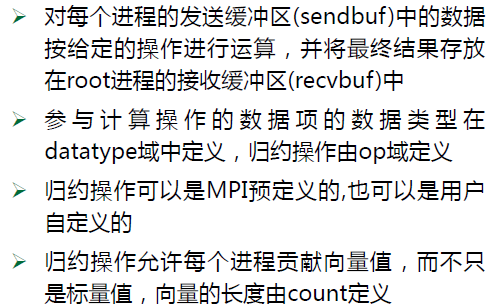 对每个进程的发送缓冲区(sendbuf)中的数据
按给定的操作进行运算，并将最终结果存放
在root进程的接收缓冲区(recvbuf)中
参与计算操作的数据项的数据类型在
datatype域中定义，归约操作由op域定义
归约操作可以是MPI预定义的,也可以是用户
自定义的
归约操作允许每个进程贡献向量值，而不只
是标量值，向量的长度由count定义